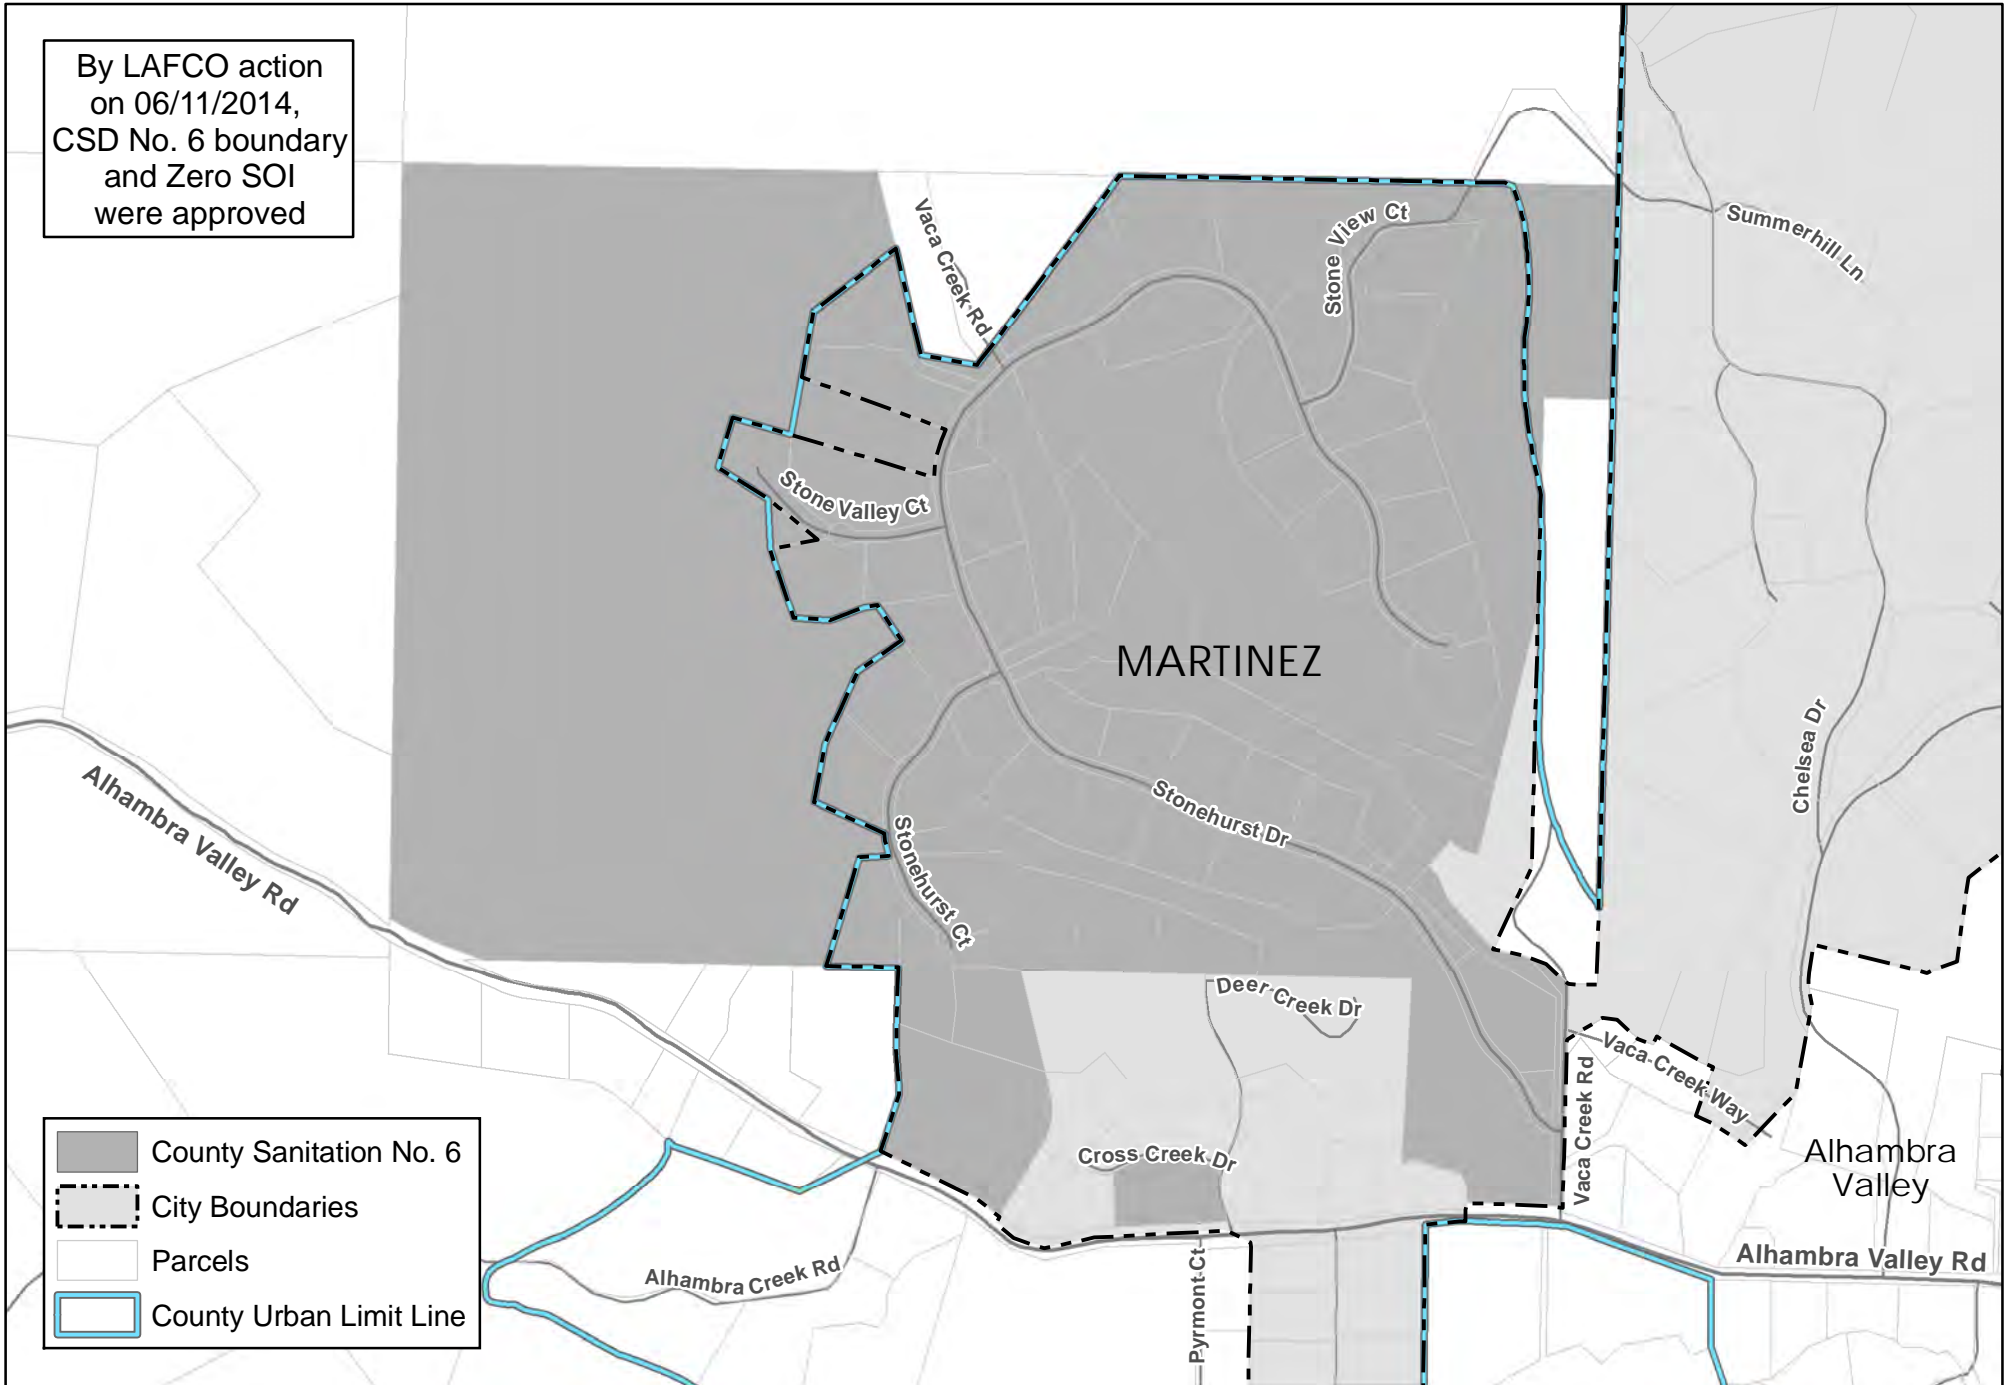 By LAFCO action
on 06/11/2014,
CSD No. 6 boundary
and Zero SOI
were approved
Vaca Creek Rd
Stone View Ct
Summerhill Ln
Stone Valley Ct
MARTINEZ
Chelsea Dr
Alhambra Valley Rd
Stonehurst Dr
Stonehurst Ct
Deer Creek Dr
Vaca Creek Way
Vaca Creek Rd
Cross Creek Dr
Alhambra
Valley
Alhambra Valley Rd
Alhambra Creek Rd
Pyrmont Ct
County Sanitation No. 6
City Boundaries
Parcels
County Urban Limit Line